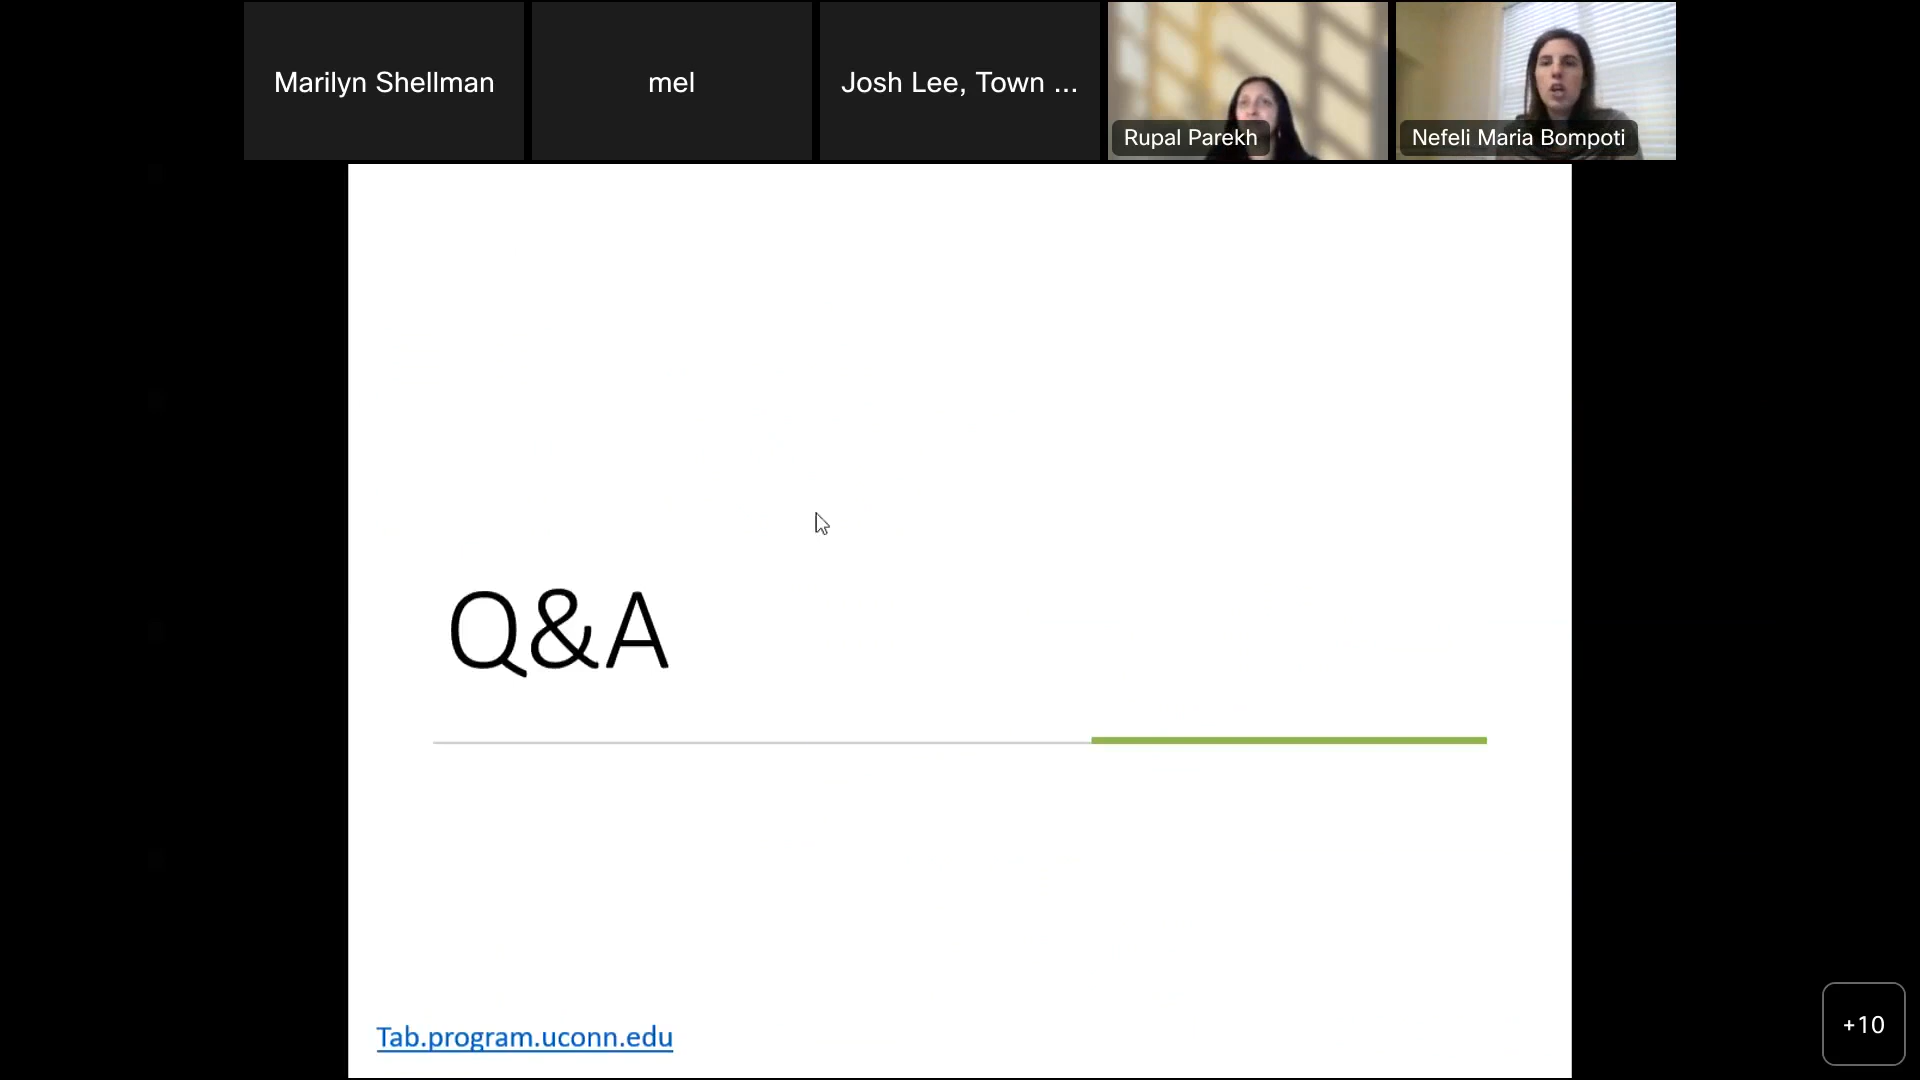 Marilyn Shellman
mel
Josh Lee, Town ...
Rupal Parekh
Nefeli Maria Bompoti
Q&A
Tab.program.uconn.edu
+10